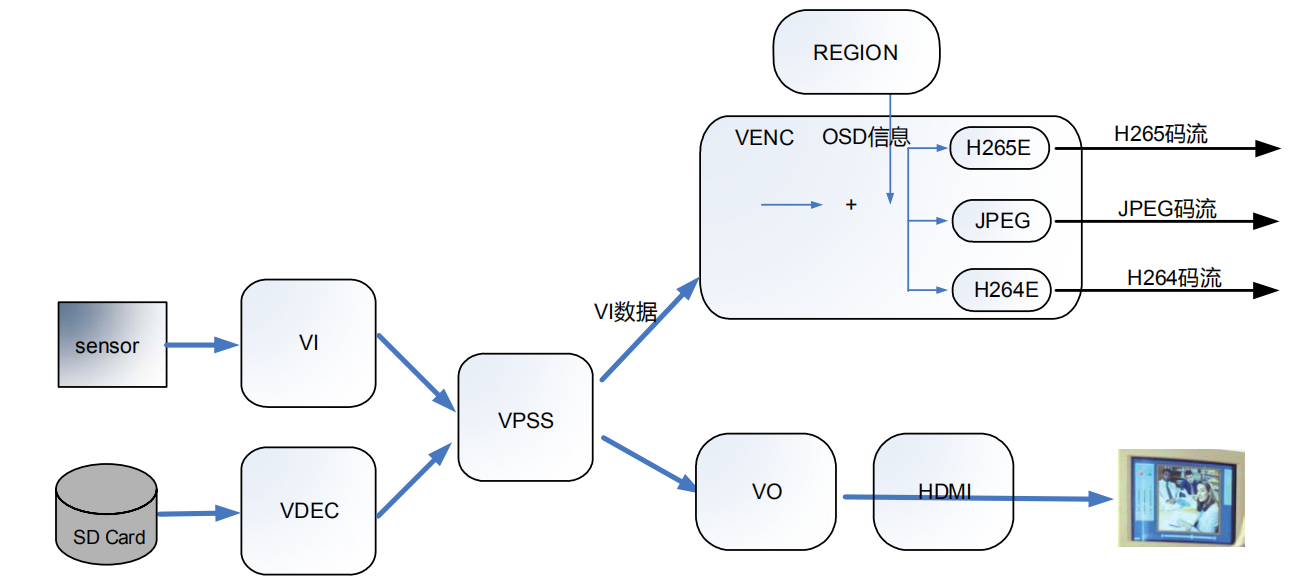 REGION
VENC
OSD信息
H265E
H265码流
+
JPEG
JPEG码流
H264E
H264码流
VI数据
sensor
VI
VPSS
SD Card
VDEC
VO
HDMI